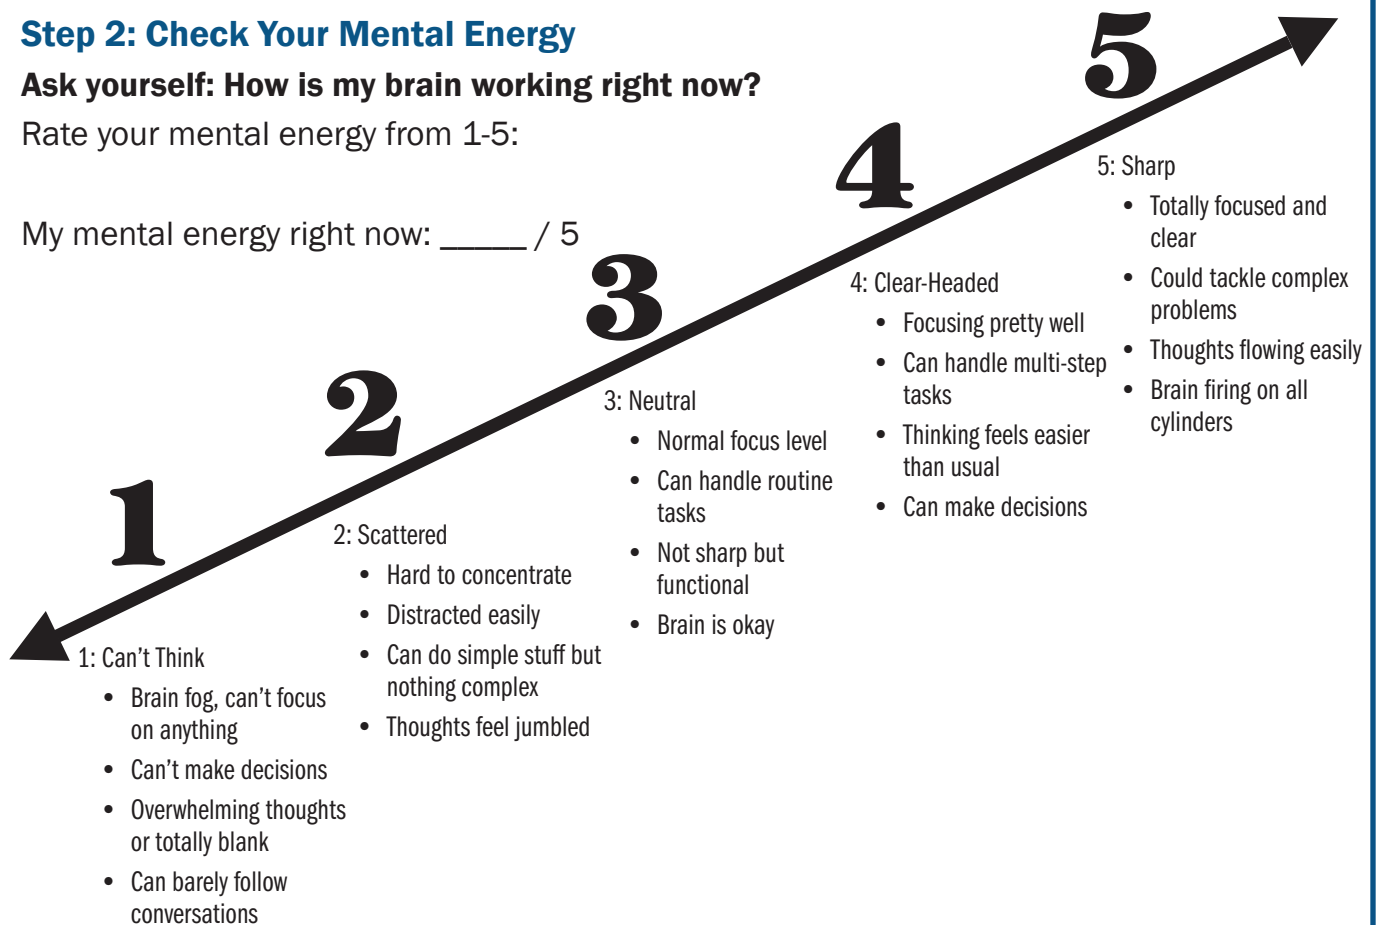 Step 2: Check Your Mental Energy
Ask yourself: How is my brain working right now?
Rate your mental energy from 1-5:
My mental energy right now: _____ / 5
1
1: Can’t Think
• Brain fog, can’t focus
on anything
• Can’t make decisions
• Overwhelming thoughts
or totally blank
• Can barely follow
conversations
2
2: Scattered
• Hard to concentrate
• Distracted easily
• Can do simple stuff but
nothing complex
• Thoughts feel jumbled
3
3: Neutral
• Normal focus level
• Can handle routine
tasks
• Not sharp but
functional
• Brain is okay
4
4: Clear-Headed
• Focusing pretty well
• Can handle multi-step
tasks
• Thinking feels easier
than usual
• Can make decisions
5
5: Sharp
• Totally focused and
clear
• Could tackle complex
problems
• Thoughts flowing easily
• Brain firing on all
cylinders